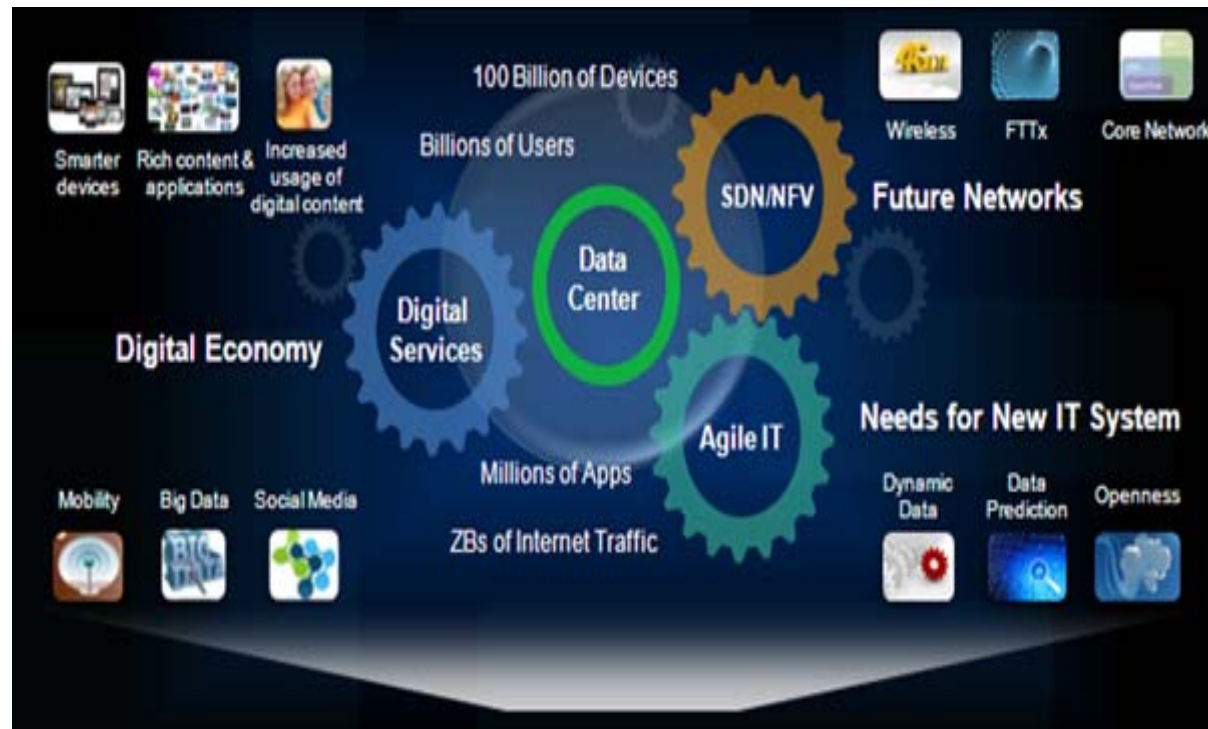 100 Billion of Devices
Billions of Users
Smarter
devices
Rich content &
applications
Increased
usage of
digital content
Wireless
FTTx
Core Network
SDN/NFV
Future Networks
Data
Center
Digital
Services
Digital Economy
Agile IT
Needs for New IT System
Millions of Apps
ZBs of Internet Traffic
Mobility
Big Data
Social Media
Dynamic
Data
Data
Prediction
Openness
BIG